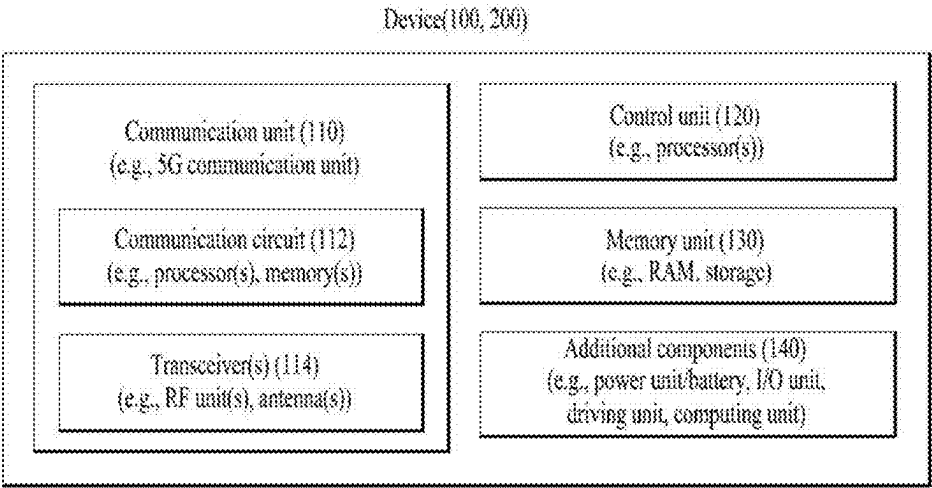 Device(100, 200)
Communication unit (110)
(e.g., 5G communication unit)
Communication circuit (112)
(e.g., processor(s), memory(s))
Transceiver(s) (114)
(e.g., RF unit(s), antenna(s))
Control unit (120)
(e.g., processor(s))
Memory unit (130)
(e.g., RAM, storage)
Additional components (140)
(e.g., power unit/battery, I/O unit,
driving unit, computing unit)